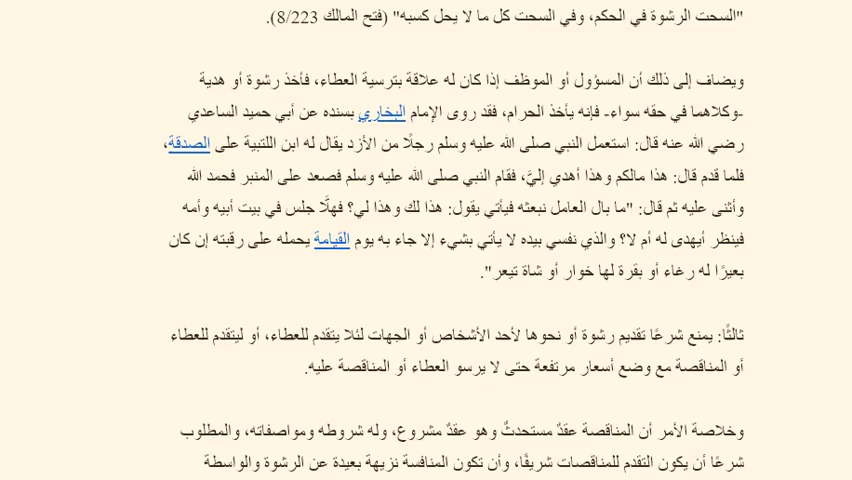 "السحت الرشوة في الحكم، وفي السحت كل ما لا يحل كسبه" (فتح المالك 8/223).
ويضاف إلى ذلك أن المسؤول أو الموظف إذا كان له علاقة بترسية العطاء، فأخذ رشوة أو هدية
-وكلاهما في حقه سواء- فإنه يأخذ الحرام، فقد روى الإمام البخاري بسنده عن أبي حميد الساعدي
رضي الله عنه قال: استعمل النبي صلى الله عليه وسلم رجلًا من الأزد يقال له ابن اللتبية على الصدقة،
فلما قدم قال: هذا مالكم وهذا أهدي إليَّ، فقام النبي صلى الله عليه وسلم فصعد على المنبر فحمد الله
وأثنى عليه ثم قال: "ما بال العامل نبعثه فيأتي يقول: هذا لك وهذا لي؟ فهلَّا جلس في بيت أبيه وأمه
فينظر أيهدى له أم لا؟ والذي نفسي بيده لا يأتي بشيء إلا جاء به يوم القيامة يحمله على رقبته إن كان
بعيرًا له رغاء أو بقرة لها خوار أو شاة تيعر".
ثالثًا: يمنع شرعًا تقديم رشوة أو نحوها لأحد الأشخاص أو الجهات لئلا يتقدم للعطاء، أو ليتقدم للعطاء
أو المناقصة مع وضع أسعار مرتفعة حتى لا يرسو العطاء أو المناقصة عليه.
وخلاصة الأمر أن المناقصة عقدٌ مستحدثٌ وهو عقدٌ مشروع، وله شروطه ومواصفاته، والمطلوب
شرعًا أن يكون التقدم للمناقصات شريفًا، وأن تكون المنافسة نزيهة بعيدة عن الرشوة والواسطة